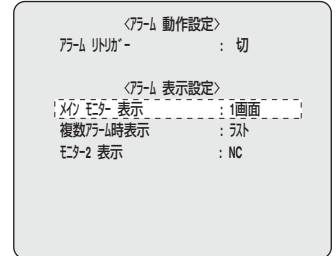 〈アラーム 動作設定〉
アラーム リトリガー : 切
〈アラーム 表示設定〉
メイン モニター 表示 : 1画面
複数アラーム時表示 : ラスト
モニター2 表示 : NC